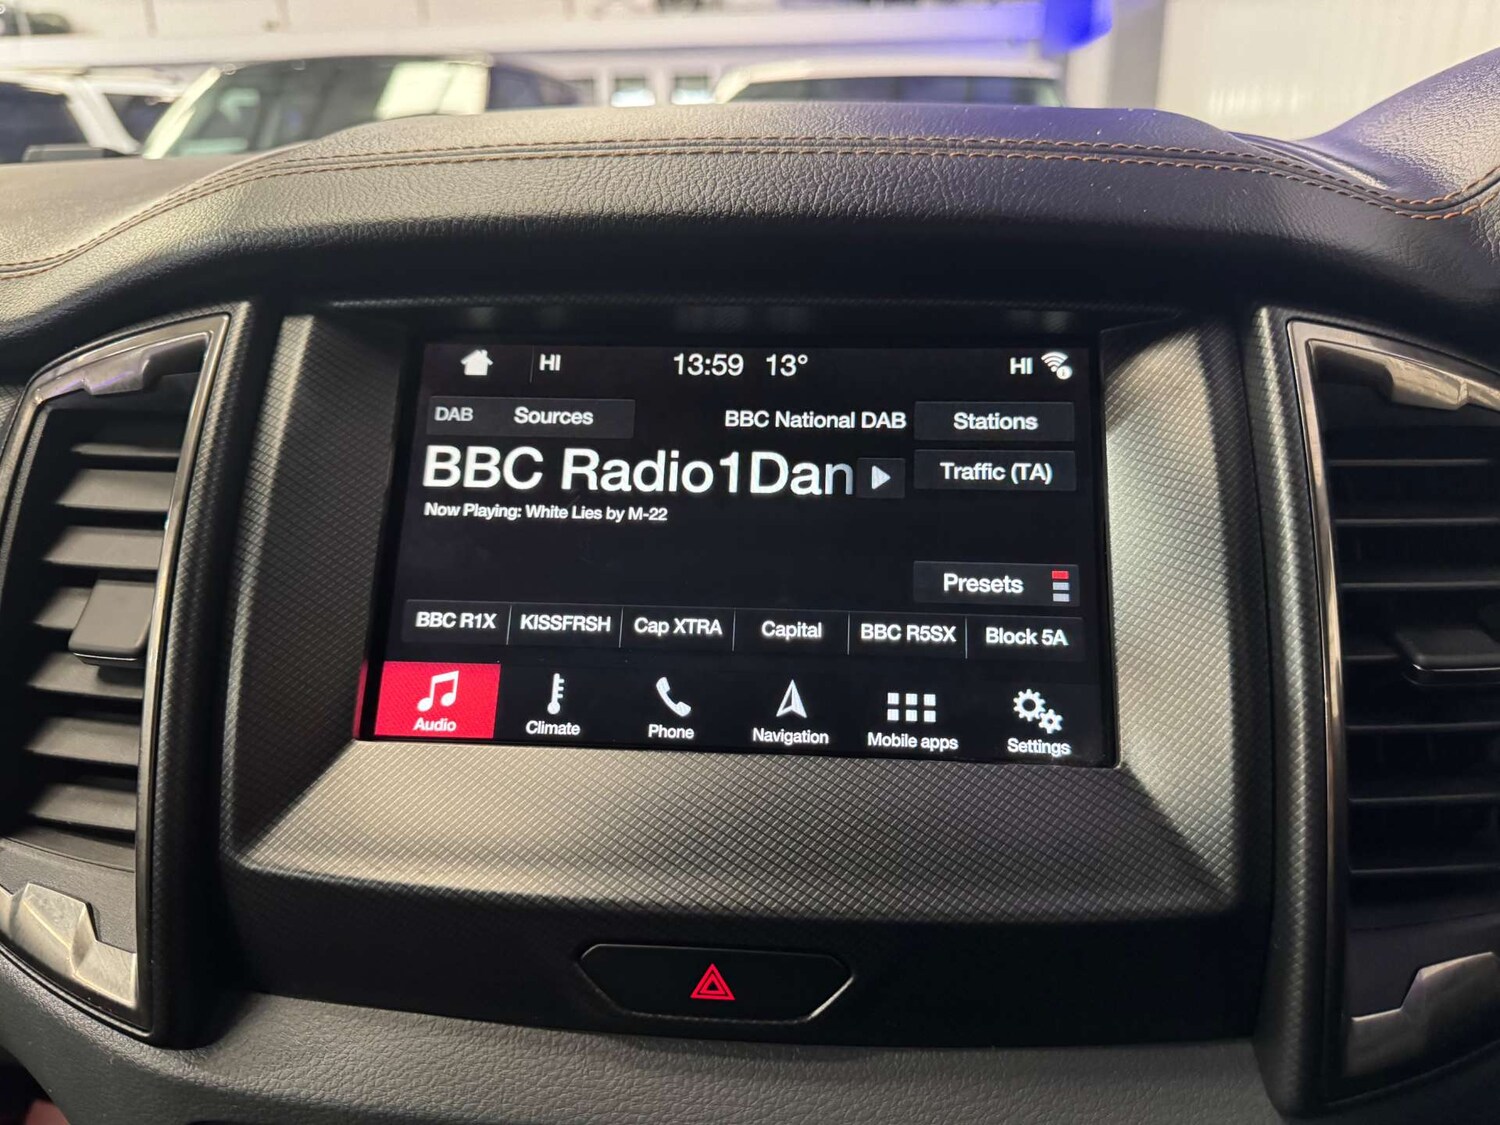 HI 13:59 13° HI
DAB Sources BBC National DAB Stations
BBC Radio1Dan
Traffic (TA)
Now Playing: White Lies by M-22
Presets
BBC R1X KISSFRSH Cap XTRA Capital BBC R5SX Block 5A
Audio Climate Phone Navigation Mobile apps Settings